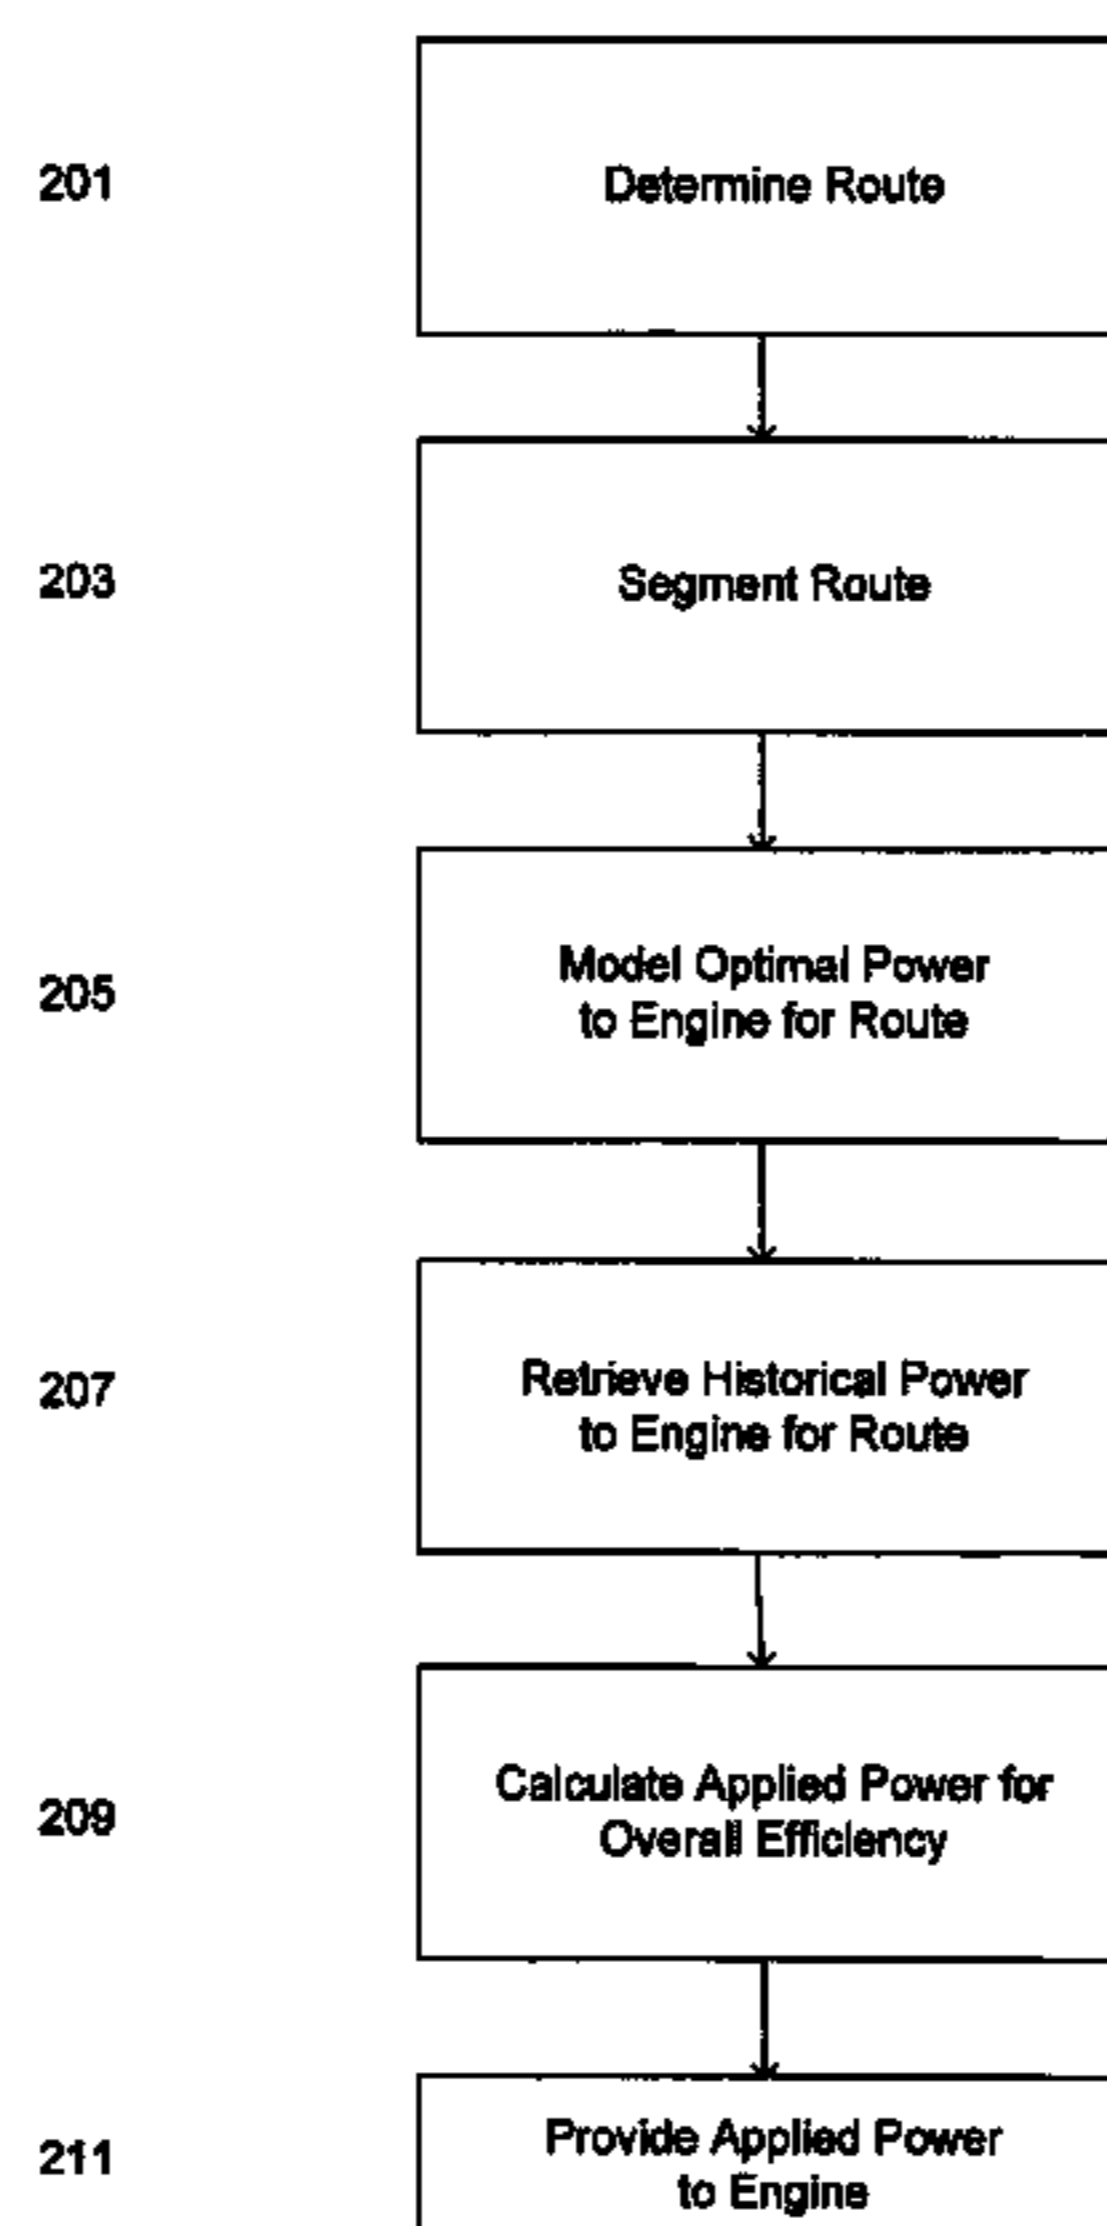 201
Determine Route
203
Segment Route
205
Model Optimal Power
to Engine for Route
207
Retrieve Historical Power
to Engine for Route
209
Calculate Applied Power for
Overall Efficiency
211
Provide Applied Power
to Engine